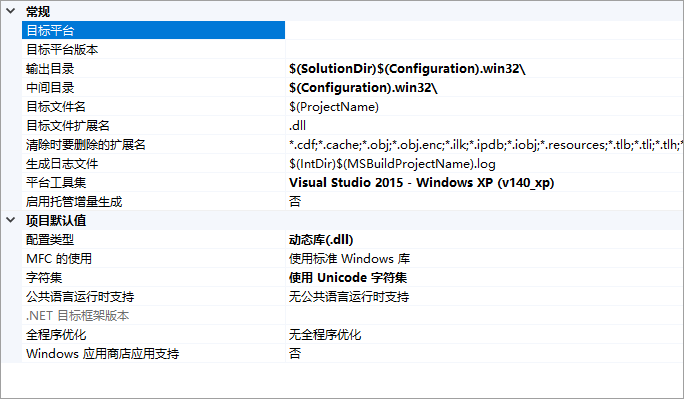 常规
目标平台
目标平台版本
输出目录 $(SolutionDir)$(Configuration).win32\
中间目录 $(Configuration).win32\
目标文件名 $(ProjectName)
目标文件扩展名 .dll
清除时要删除的扩展名 *.cdf;*.cache;*.obj;*.obj.enc;*.ilk;*.ipdb;*.iobj;*.resources;*.tlb;*.tli;*.tlh;*
生成日志文件 $(IntDir)$(MSBuildProjectName).log
平台工具集 Visual Studio 2015 - Windows XP (v140_xp)
启用托管增量生成 否
项目默认值
配置类型 动态库(.dll)
MFC 的使用 使用标准 Windows 库
字符集 使用 Unicode 字符集
公共语言运行时支持 无公共语言运行时支持
.NET 目标框架版本
全程序优化 无全程序优化
Windows 应用商店应用支持 否